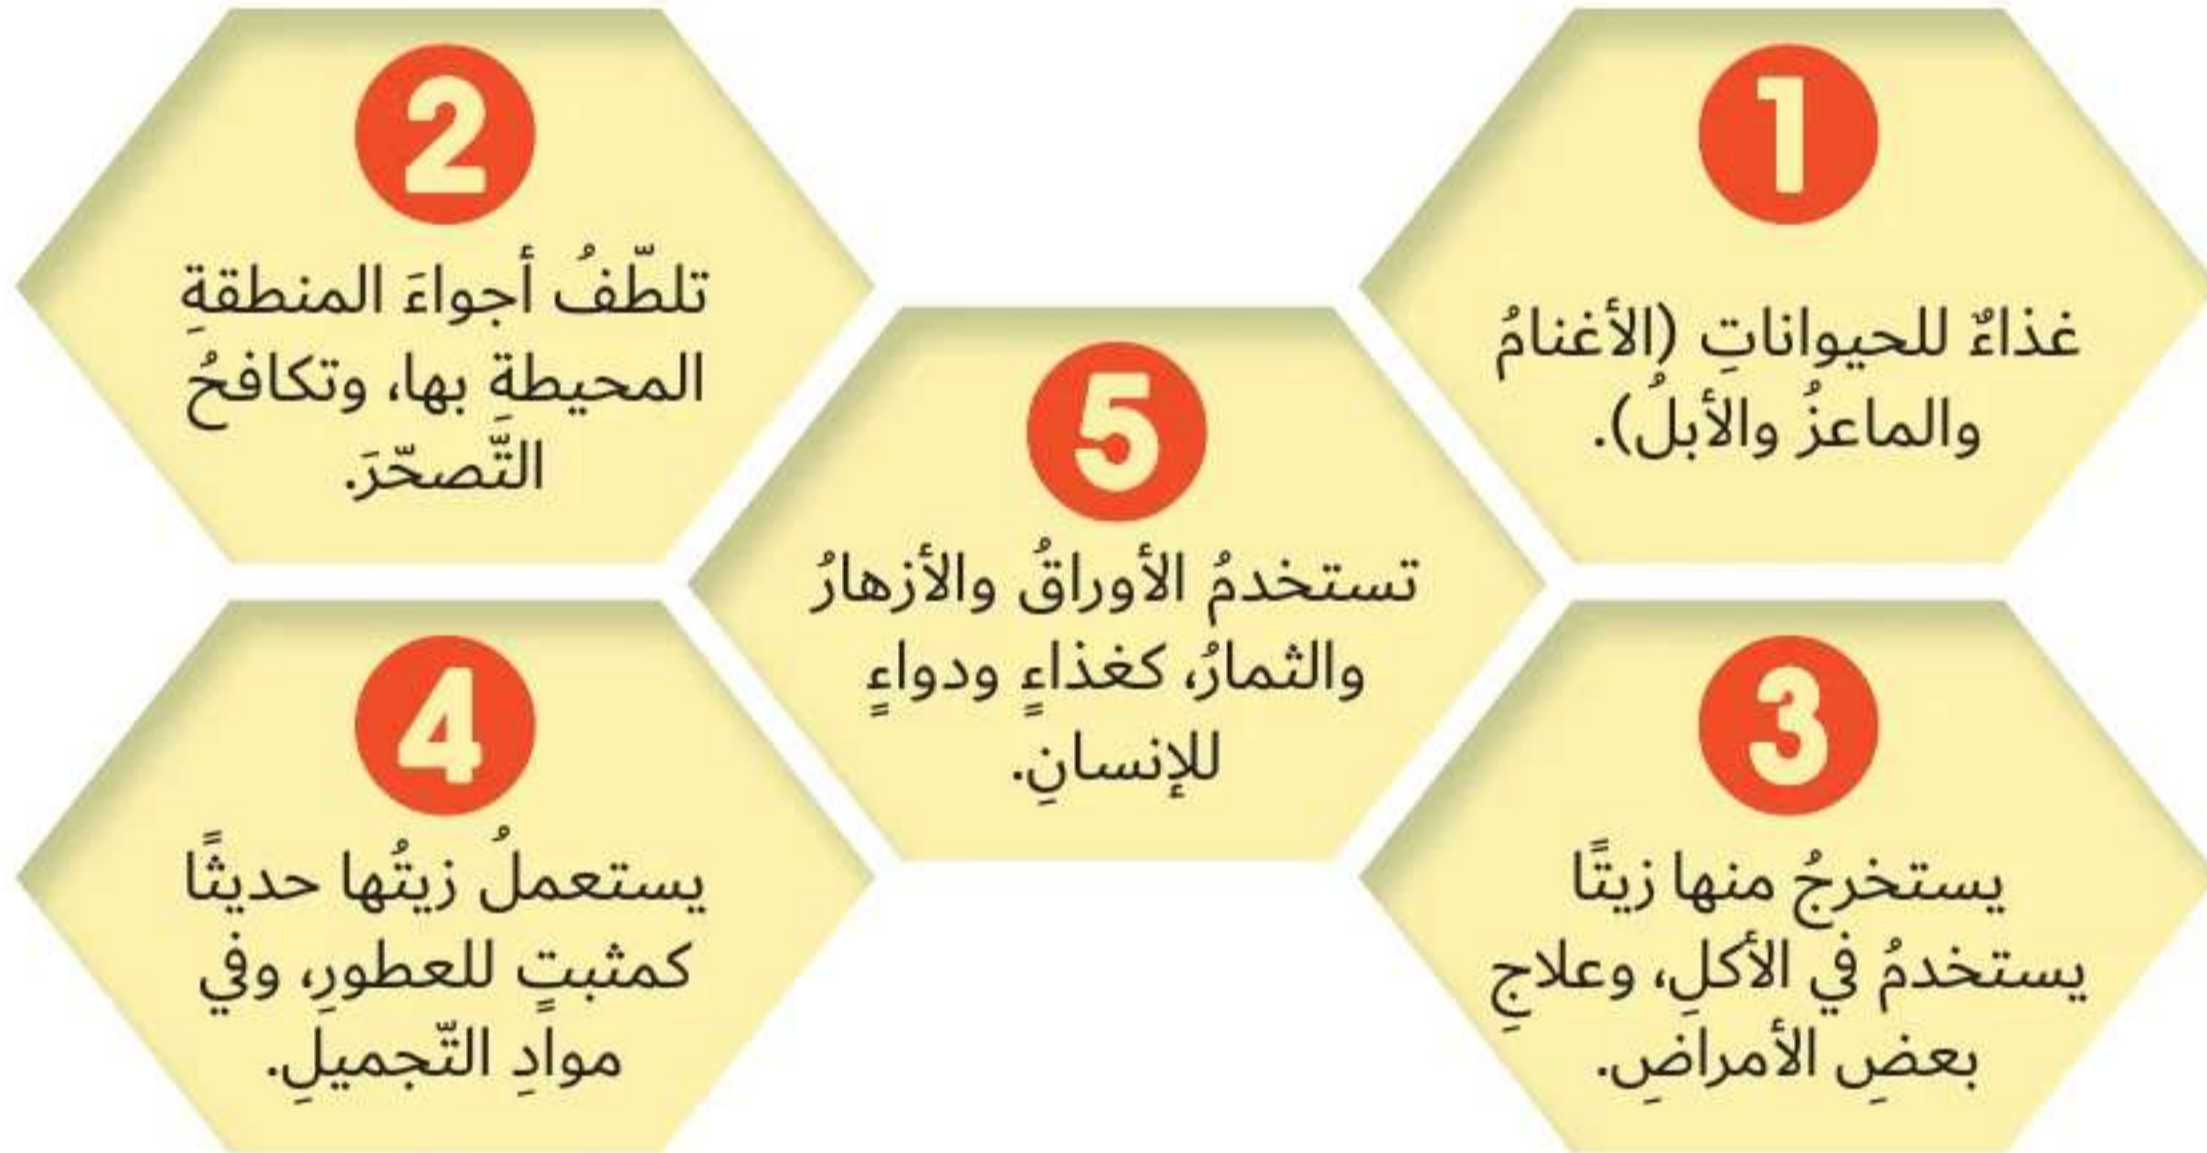 1
غذاءٌ للحيواناتِ (الأغنامُ
والماعزُ والأبلُ).
2
تلطّفُ أجواءَ المنطقةِ
المحيطةِ بها، وتكافحُ
التّصحّرَ.
3
يستخرجُ منها زيتًا
يستخدمُ في الأكلِ، وعلاجِ
بعضِ الأمراضِ.
4
يستعملُ زيتُها حديثًا
كمثبتٍ للعطورِ، وفي
موادِ التّجميلِ.
5
تستخدمُ الأوراقُ والأزهارُ
والثمارُ، كغذاءٍ ودواءٍ
للإنسانِ.